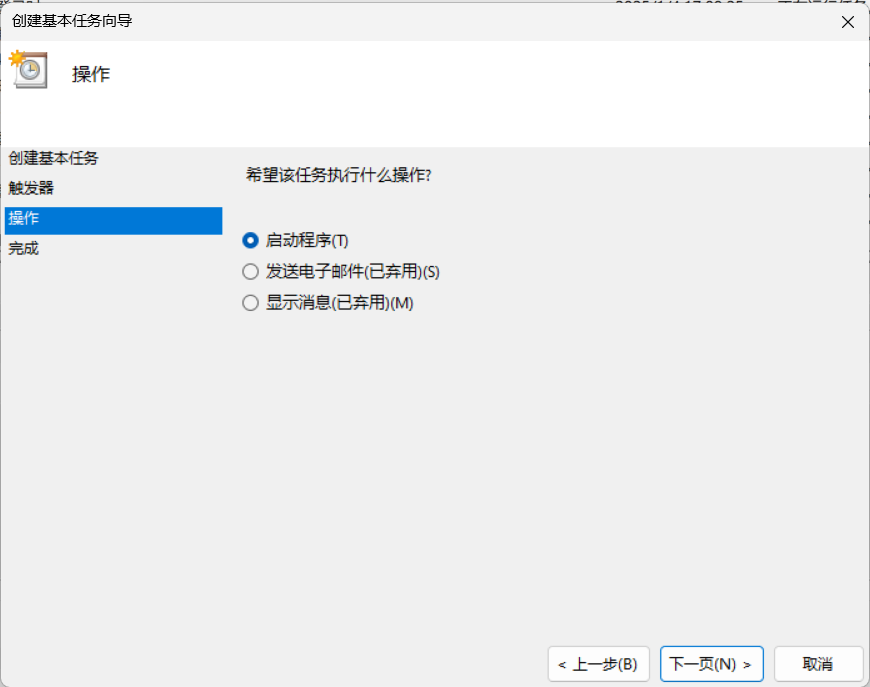 创建基本任务向导
操作
创建基本任务
触发器
操作
完成
希望该任务执行什么操作?
启动程序(T)
发送电子邮件(已弃用)(S)
显示消息(已弃用)(M)
< 上一步(B)
下一页(N) >
取消